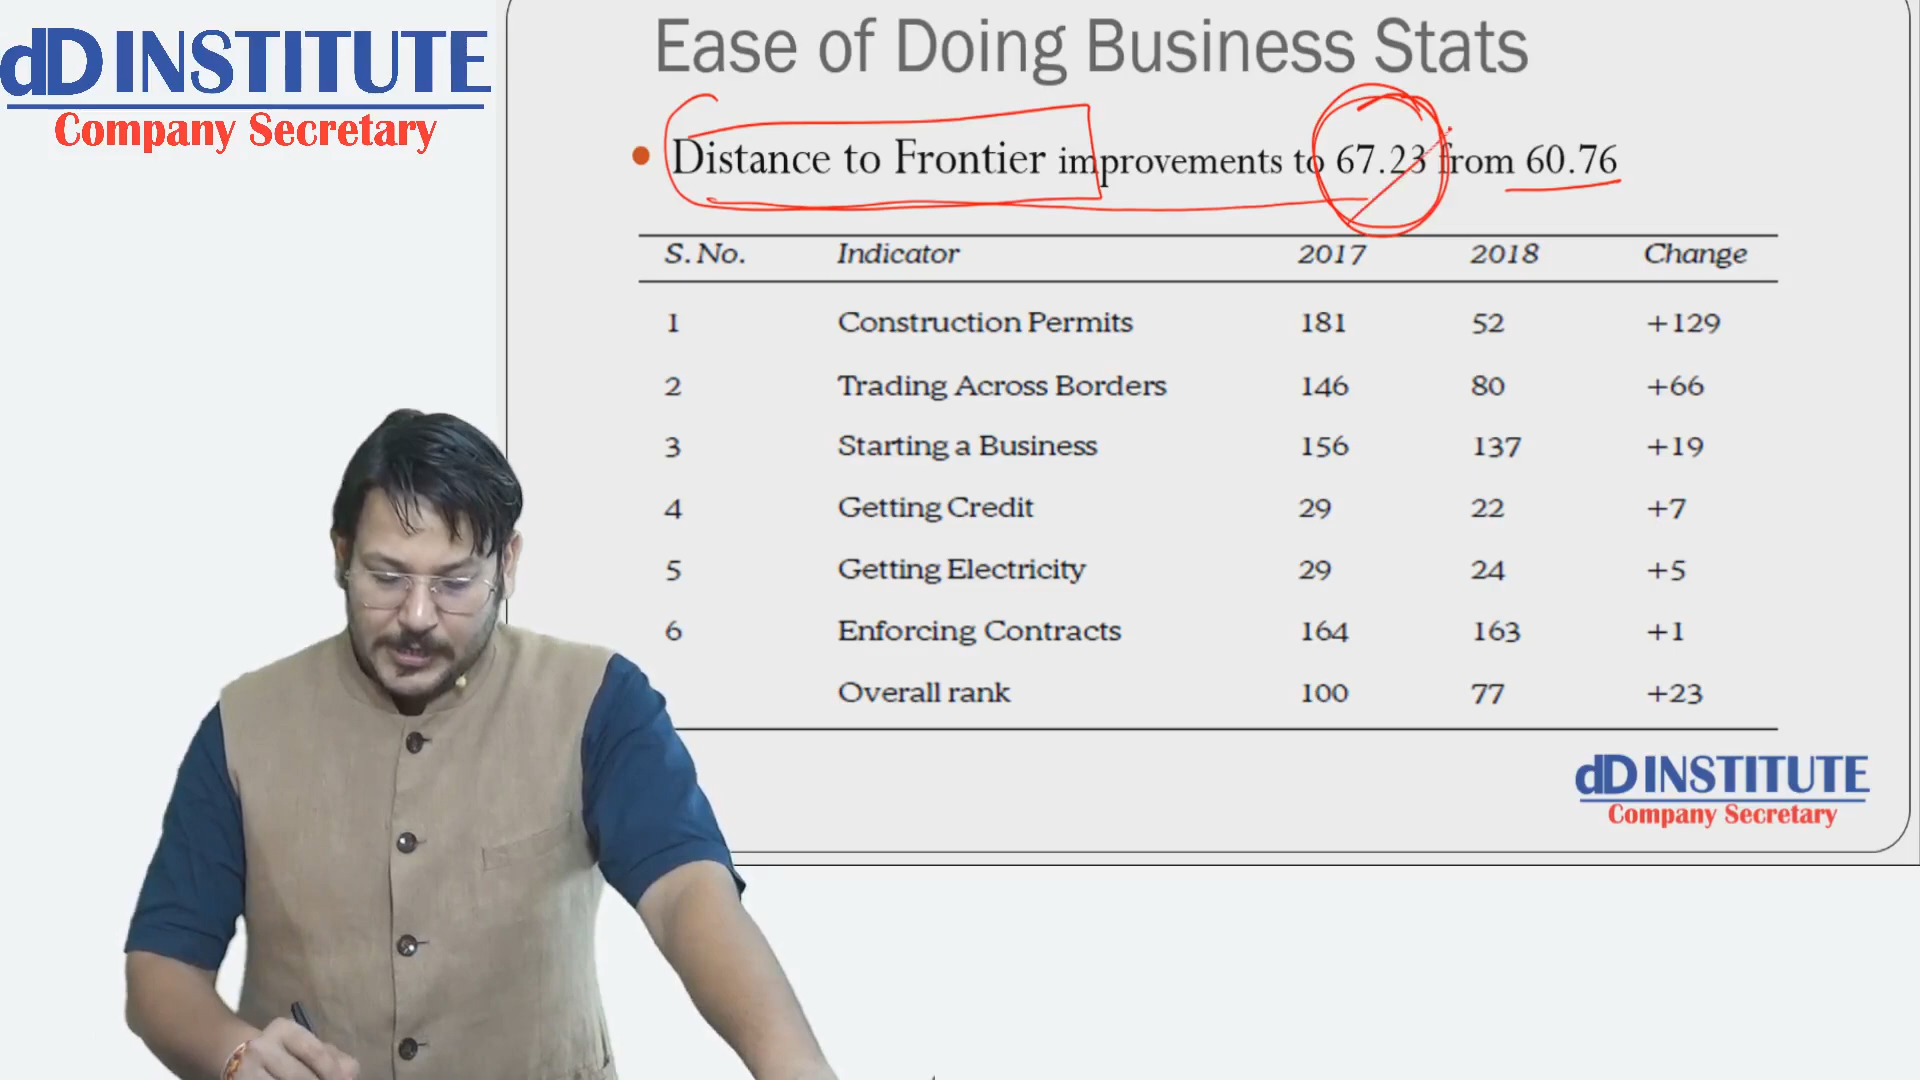 dD INSTITUTE
Company Secretary
Ease of Doing Business Stats
• Distance to Frontier improvements to 67.23 from 60.76
S. No. Indicator 2017 2018 Change
1 Construction Permits 181 52 +129
2 Trading Across Borders 146 80 +66
3 Starting a Business 156 137 +19
4 Getting Credit 29 22 +7
5 Getting Electricity 29 24 +5
6 Enforcing Contracts 164 163 +1
Overall rank 100 77 +23
dD INSTITUTE
Company Secretary